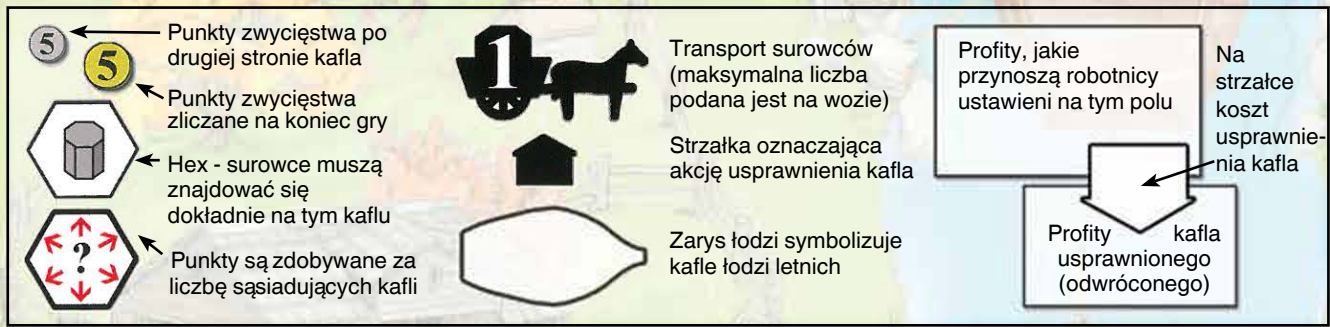 5
Punkty zwycięstwa po
drugiej stronie kafla
5
Punkty zwycięstwa
zliczane na koniec gry
Hex - surowce muszą
znajdować się
dokładnie na tym kaflu
?
Punkty są zdobywane za
liczbę sąsiadujących kafli
1
Transport surowców
(maksymalna liczba
podana jest na wozie)
Strzałka oznaczająca
akcję usprawnienia kafla
Zarys łodzi symbolizuje
kafle łodzi letnich
Profity, jakie
przynoszą robotnicy
ustawieni na tym polu
Na
strzałce
koszt
usprawnie-
nia kafla
Profity kafla
usprawnionego
(odwróconego)